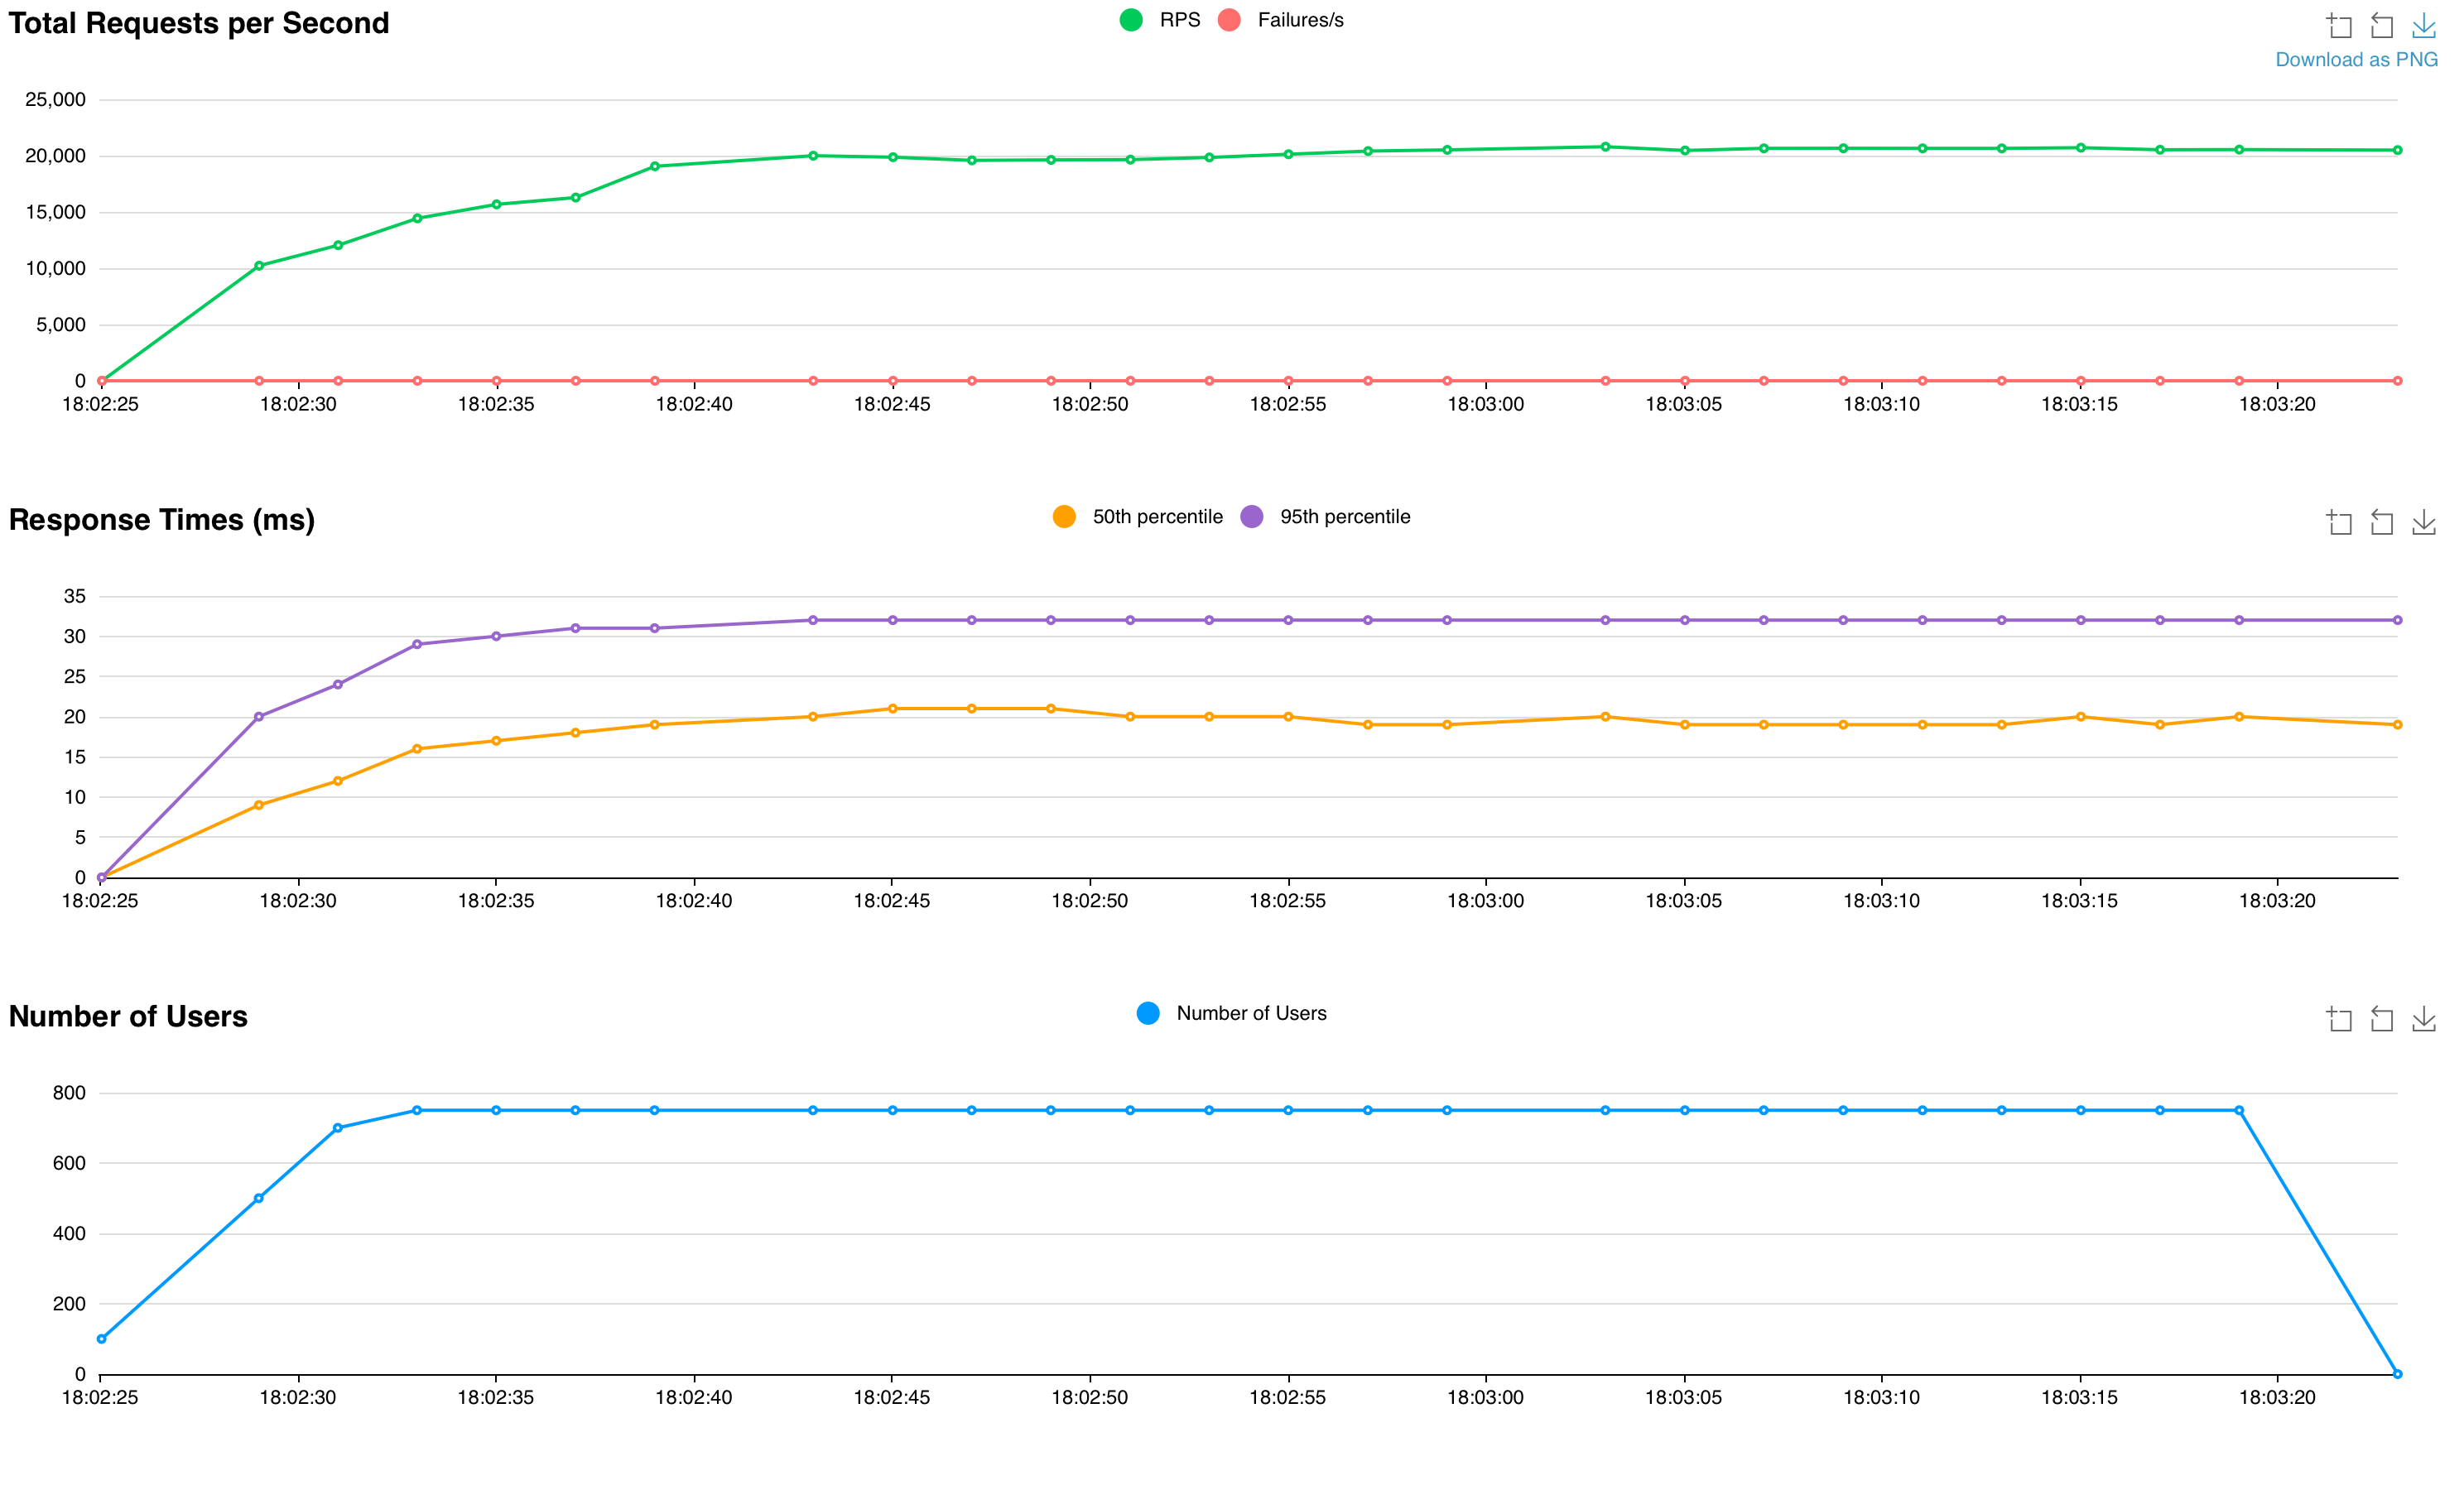 Total Requests per Second
RPS Failures/s
Download as PNG
25,000
20,000
15,000
10,000
5,000
0
18:02:25 18:02:30 18:02:35 18:02:40 18:02:45 18:02:50 18:02:55 18:03:00 18:03:05 18:03:10 18:03:15 18:03:20
Response Times (ms)
50th percentile 95th percentile
35
30
25
20
15
10
5
0
18:02:25 18:02:30 18:02:35 18:02:40 18:02:45 18:02:50 18:02:55 18:03:00 18:03:05 18:03:10 18:03:15 18:03:20
Number of Users
Number of Users
800
600
400
200
0
18:02:25 18:02:30 18:02:35 18:02:40 18:02:45 18:02:50 18:02:55 18:03:00 18:03:05 18:03:10 18:03:15 18:03:20